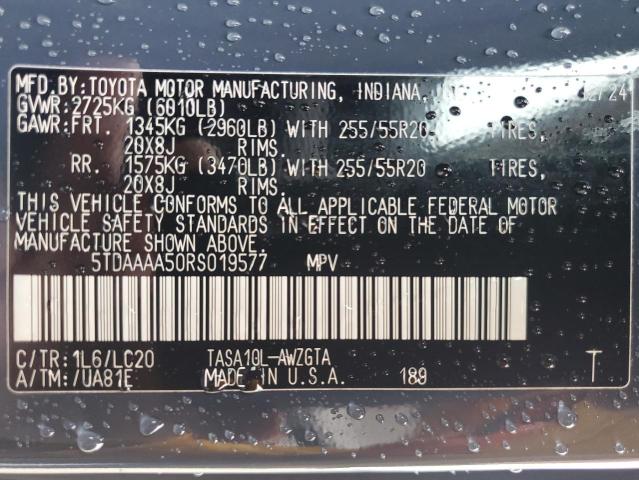 MFD.BY:TOYOTA MOTOR MANUFACTURING, INDIANA,
GVWR:2725KG (6010LB)
GAWR:FRT. 1345KG (2960LB) WITH 255/55R20 TIRES,
20X8J RIMS.
RR. 1575KG (3470LB) WITH 255/55R20 TIRES,
20X8J RIMS.
THIS VEHICLE CONFORMS TO ALL APPLICABLE FEDERAL MOTOR
VEHICLE SAFETY STANDARDS IN EFFECT ON THE DATE OF
MANUFACTURE SHOWN ABOVE.
5TDAAAA50RS019577 MPV
C/TR:1L6/LC20 TASA10L-AWZGTA
A/TM:/UA81E MADE IN U.S.A. 189 T